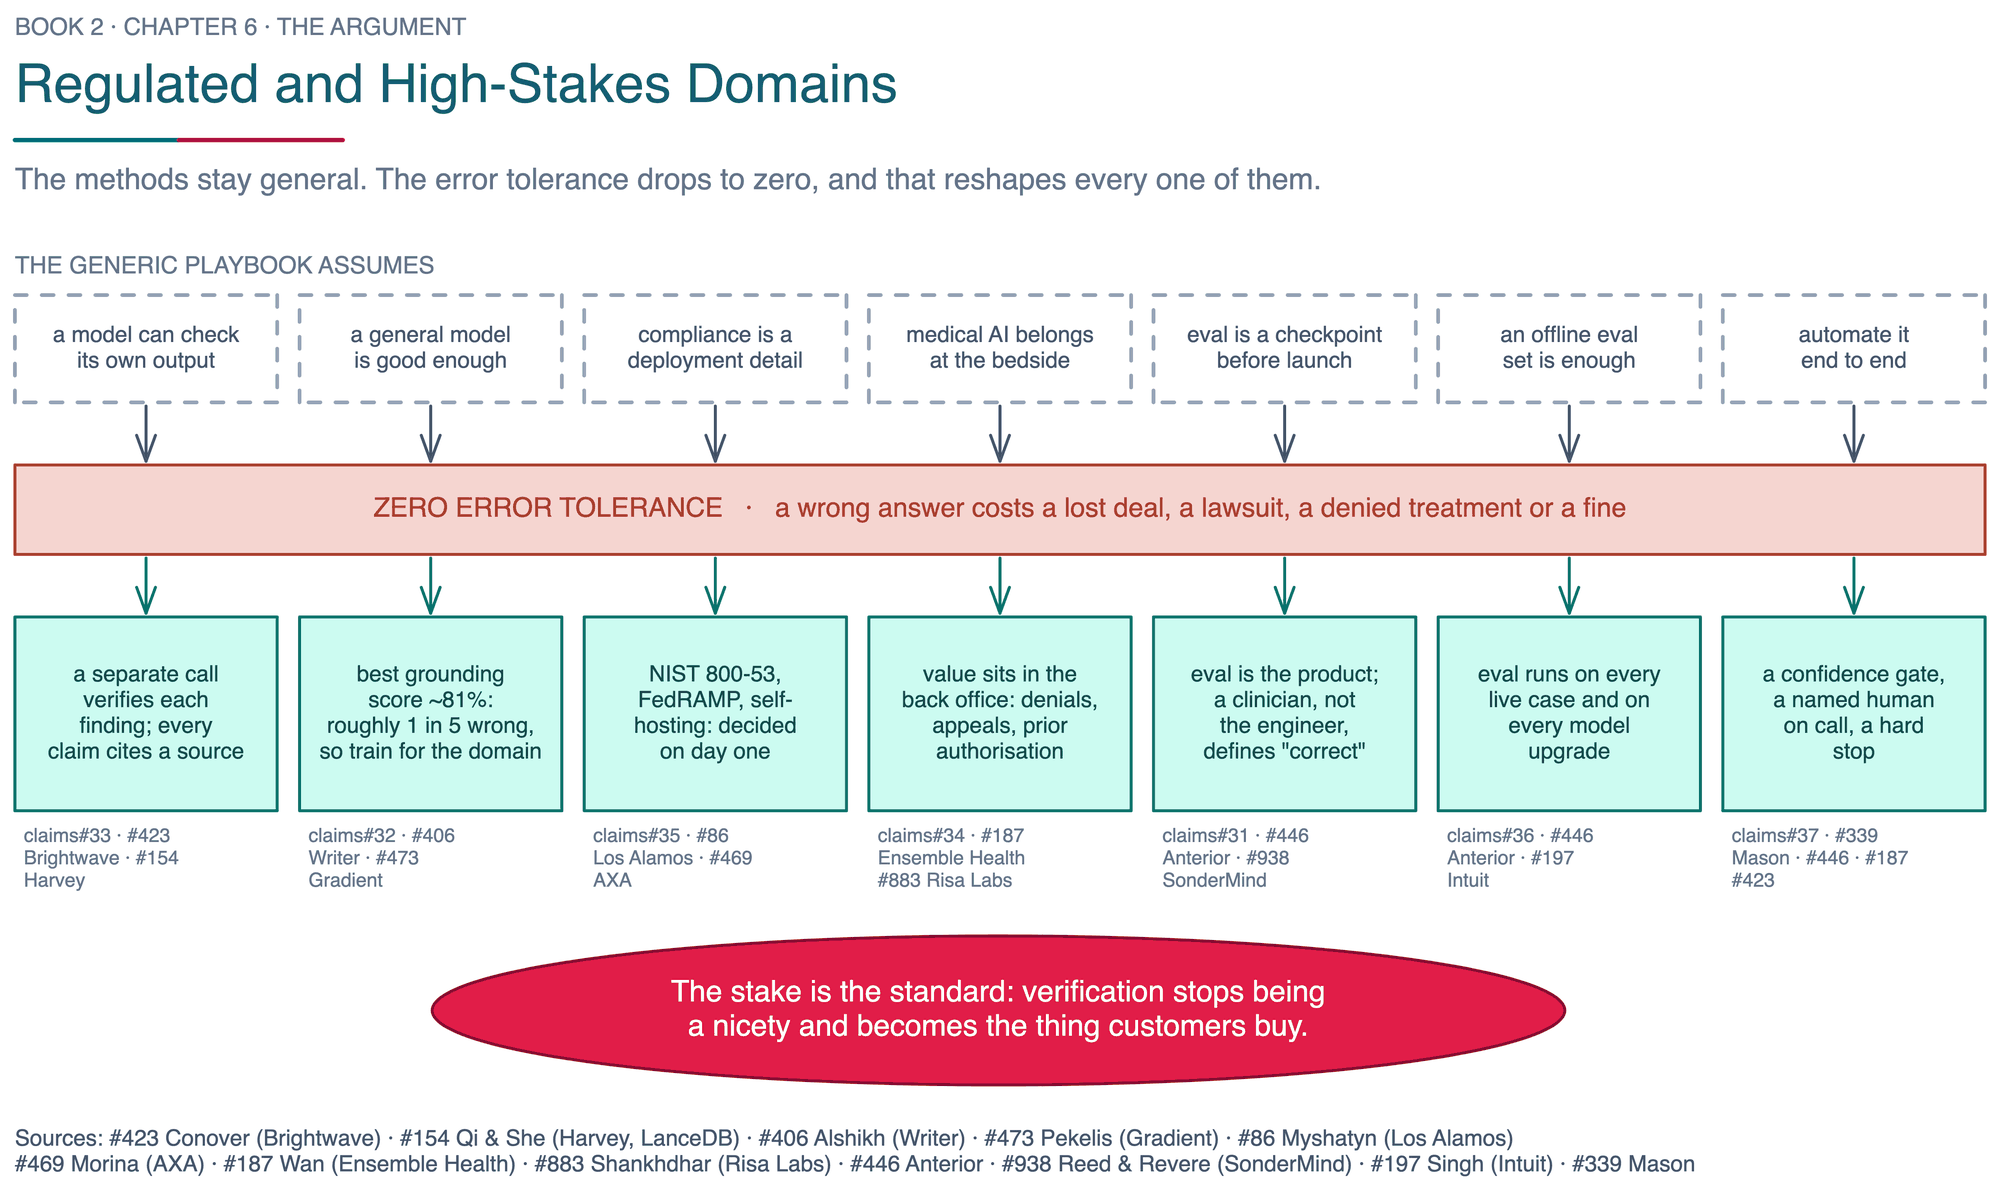 BOOK 2 · CHAPTER 6 · THE ARGUMENT
Regulated and High-Stakes Domains
The methods stay general. The error tolerance drops to zero, and that reshapes every one of them.
THE GENERIC PLAYBOOK ASSUMES
a model can check
its own output
a general model
is good enough
compliance is a
deployment detail
medical AI belongs
at the bedside
eval is a checkpoint
before launch
an offline eval
set is enough
automate it
end to end
ZERO ERROR TOLERANCE · a wrong answer costs a lost deal, a lawsuit, a denied treatment or a fine
a separate call
verifies each
finding; every
claim cites a source
best grounding
score ~81%:
roughly 1 in 5 wrong,
so train for the domain
NIST 800-53,
FedRAMP, self-
hosting: decided
on day one
value sits in the
back office: denials,
appeals, prior
authorisation
eval is the product;
a clinician, not
the engineer,
defines "correct"
eval runs on every
live case and on
every model
upgrade
a confidence gate,
a named human
on call, a hard
stop
claims#33 · #423
Brightwave · #154
Harvey
claims#32 · #406
Writer · #473
Gradient
claims#35 · #86
Los Alamos · #469
AXA
claims#34 · #187
Ensemble Health
#883 Risa Labs
claims#31 · #446
Anterior · #938
SonderMind
claims#36 · #446
Anterior · #197
Intuit
claims#37 · #339
Mason · #446 · #187
#423
The stake is the standard: verification stops being
a nicety and becomes the thing customers buy.
Sources: #423 Conover (Brightwave) · #154 Qi & She (Harvey, LanceDB) · #406 Alshikh (Writer) · #473 Pekelis (Gradient) · #86 Myshatyn (Los Alamos)
#469 Morina (AXA) · #187 Wan (Ensemble Health) · #883 Shankhdhar (Risa Labs) · #446 Anterior · #938 Reed & Revere (SonderMind) · #197 Singh (Intuit) · #339 Mason